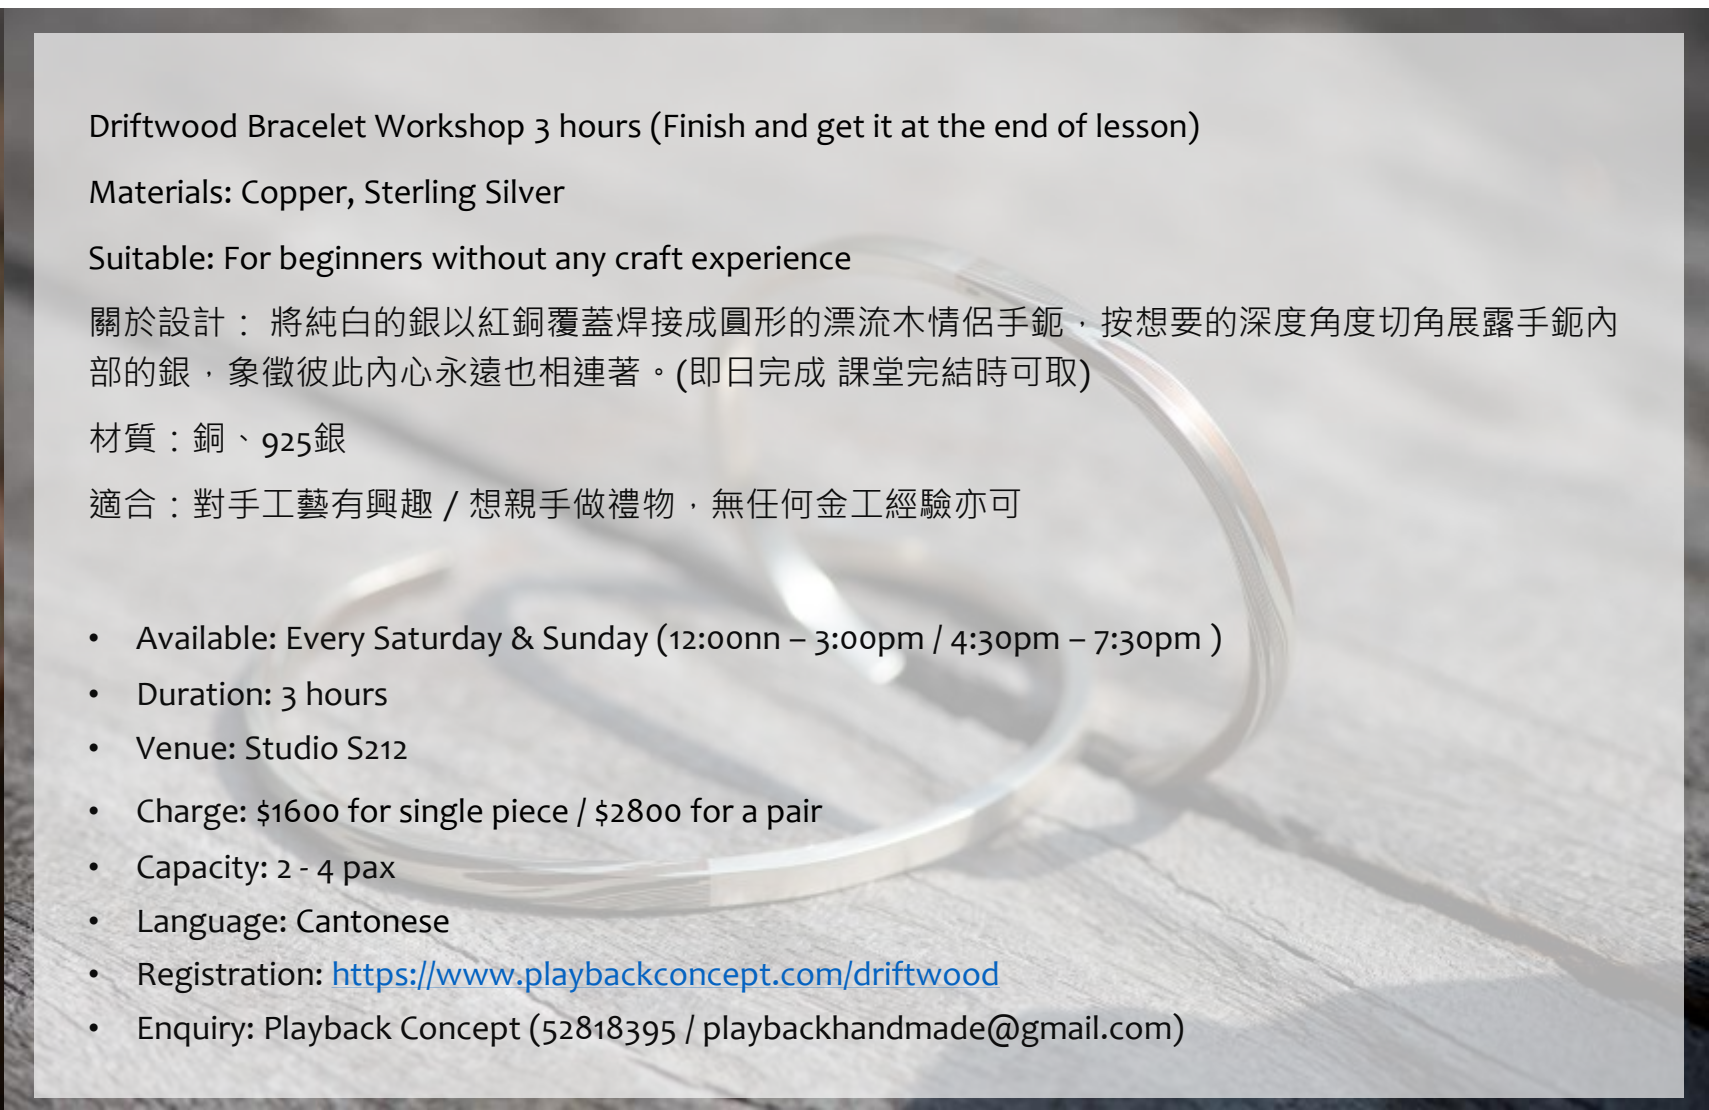 Driftwood Bracelet Workshop 3 hours (Finish and get it at the end of lesson)
Materials: Copper, Sterling Silver
Suitable: For beginners without any craft experience
關於設計： 將純白的銀以紅銅覆蓋焊接成圓形的漂流木情侶手鈪，按想要的深度角度切角展露手鈪內
部的銀，象徵彼此內心永遠也相連著。(即日完成 課堂完結時可取)
材質：銅、925銀
適合：對手工藝有興趣 / 想親手做禮物，無任何金工經驗亦可
• Available: Every Saturday & Sunday (12:00nn – 3:00pm / 4:30pm – 7:30pm )
• Duration: 3 hours
• Venue: Studio S212
• Charge: $1600 for single piece / $2800 for a pair
• Capacity: 2 - 4 pax
• Language: Cantonese
• Registration: https://www.playbackconcept.com/driftwood
• Enquiry: Playback Concept (52818395 / playbackhandmade@gmail.com)